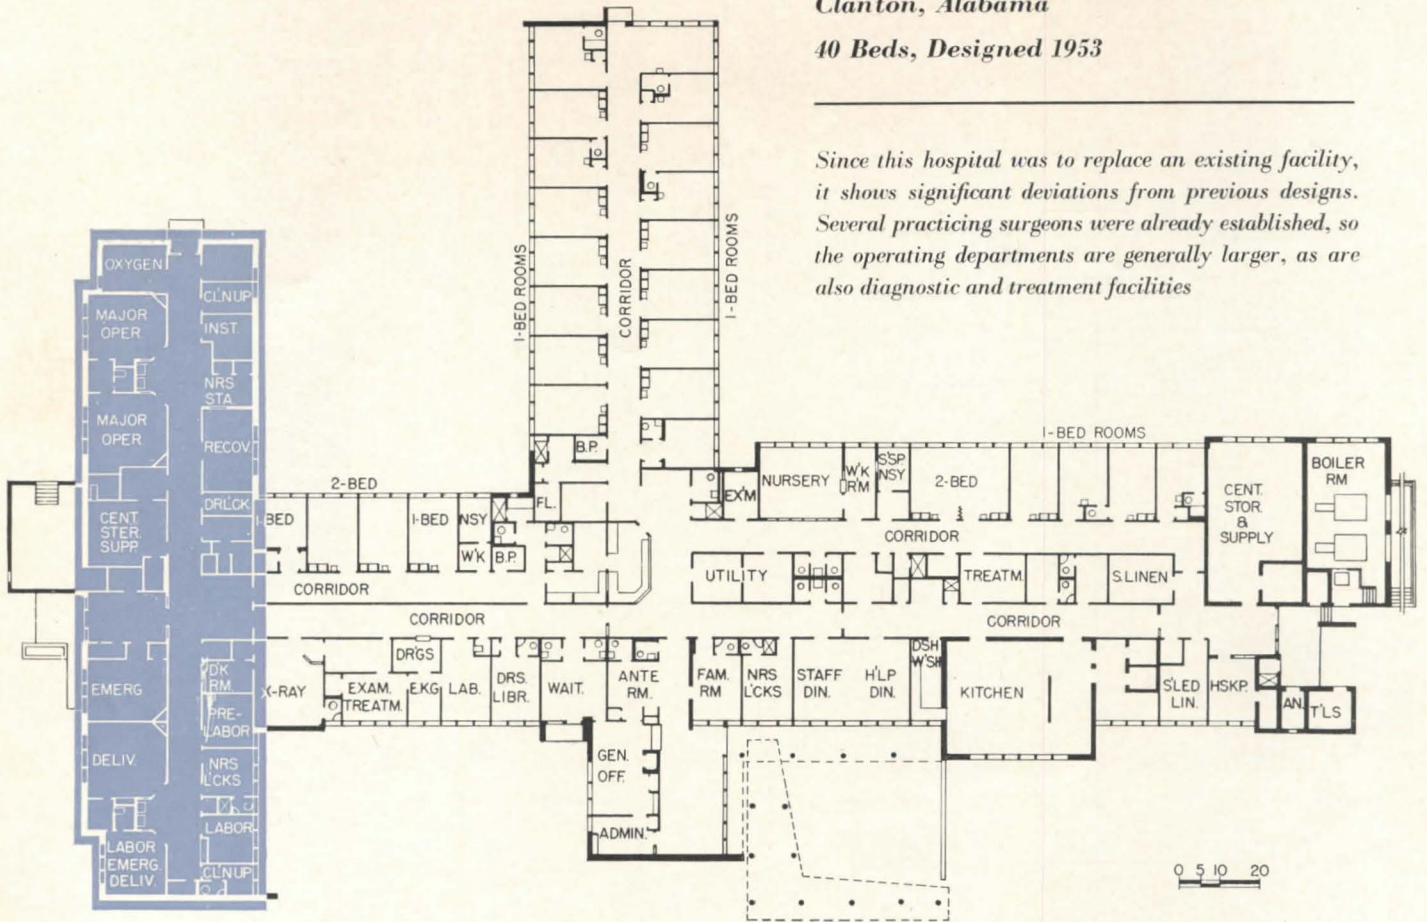 Clanton, Alabama
40 Beds, Designed 1953
Since this hospital was to replace an existing facility,
it shows significant deviations from previous designs.
Several practicing surgeons were already established, so
the operating departments are generally larger, as are
also diagnostic and treatment facilities
1-BED ROOMS
CORRIDOR
1-BED ROOMS
OXYGEN
CL'NUP
MAJOR
OPER
INST.
NRS
STA.
MAJOR
OPER
RECOV.
DR.L'CK
CENT.
STER.
SUPP.
2-BED
1-BED
1-BED
NSY
W'K
B.P.
B.P.
FL.
CORRIDOR
CORRIDOR
EX'M
NURSERY
W'K
RM
S'SP.
NSY
2-BED
1-BED ROOMS
CENT.
STOR.
&
SUPPLY
BOILER
RM
CORRIDOR
UTILITY
TREATM.
S.LINEN
CORRIDOR
EMERG
DK
RM.
PRE-
LABOR
X-RAY
EXAM.
TREATM.
DR'GS
E.KG
LAB.
DRS.
LIBR.
WAIT.
ANTE
RM.
FAM.
RM
NRS
L'CKS
STAFF
DIN.
H'LP
DIN.
DSH
W'SH
KITCHEN
S'LED
LIN.
HSKP.
AN.
T'LS
DELIV.
NRS
L'CKS
GEN.
OFF.
LABOR
ADMIN.
LABOR
EMERG.
DELIV.
CL'NUP
0 5 10 20